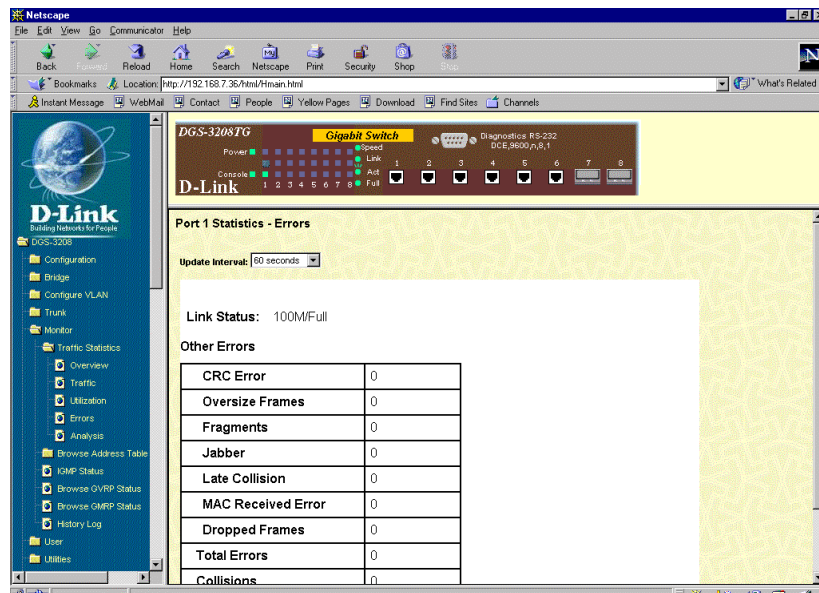 Netscape
File Edit View Go Communicator Help
Back Forward Reload Home Search Netscape Print Security Shop Stop
My
N
Bookmarks Location: http://192.168.7.36/html/Hmain.html What's Related
Instant Message WebMail Contact People Yellow Pages Download Find Sites Channels
D-Link
Building Networks for People
DGS-3208
Configuration
Bridge
Configure VLAN
Trunk
Monitor
Traffic Statistics
Overview
Traffic
Utilization
Errors
Analysis
Browse Address Table
IGMP Status
Browse GVRP Status
Browse GMRP Status
History Log
User
Utilities
DGS-3208TG Gigabit Switch
Power
Console
D-Link
1 2 3 4 5 6 7 8
Speed
Link
Act
Full
Diagnostics RS-232
DCE,9600,n,8,1
1 2 3 4 5 6 7 8
Port 1 Statistics - Errors
Update Interval: 60 seconds
Link Status: 100M/Full
Other Errors
CRC Error 0
Oversize Frames 0
Fragments 0
Jabber 0
Late Collision 0
MAC Received Error 0
Dropped Frames 0
Total Errors 0
Collisions 0